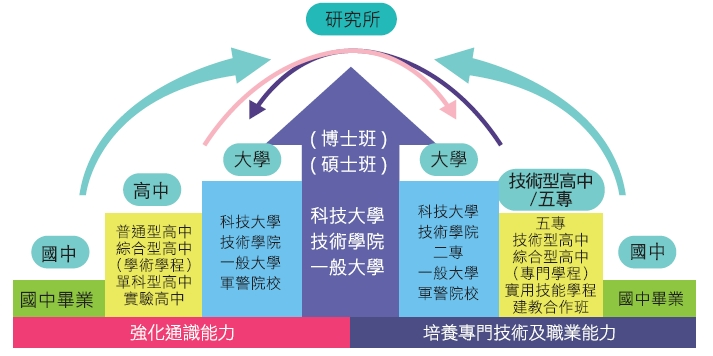 研究所
(博士班)
(碩士班)
科技大學
技術學院
一般大學
大學
科技大學
技術學院
一般大學
軍警院校
高中
普通型高中
綜合型高中
(學術學程)
單科型高中
實驗高中
國中
國中畢業
大學
科技大學
技術學院
二專
一般大學
軍警院校
技術型高中
/五專
五專
技術型高中
綜合型高中
(專門學程)
實用技能學程
建教合作班
國中
國中畢業
強化通識能力
培養專門技術及職業能力